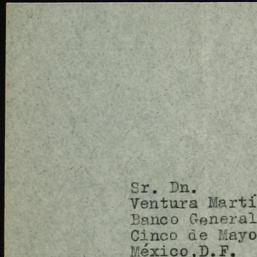 Sr. Dn.
Ventura Martí
Banco General
Cinco de Mayo
México,D.F.